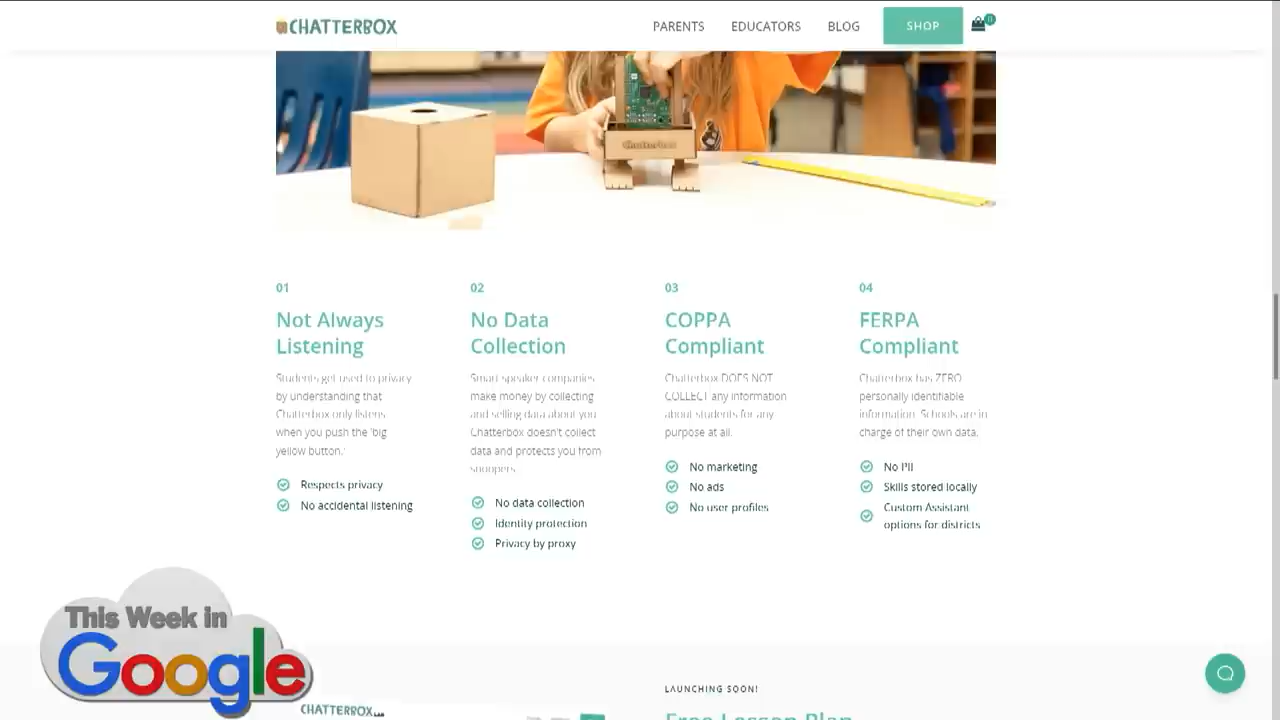 CHATTERBOX
PARENTS
EDUCATORS
BLOG
SHOP
0
Chatterbox
01
Not Always
Listening
Students get used to privacy
by understanding that
Chatterbox only listens
when you push the 'big
yellow button.'
Respects privacy
No accidental listening
02
No Data
Collection
Smart speaker companies
make money by collecting
and selling data about you
Chatterbox doesn't collect
data and protects you from
snoopers
No data collection
Identity protection
Privacy by proxy
03
COPPA
Compliant
Chatterbox DOES NOT
COLLECT any information
about students for any
purpose at all.
No marketing
No ads
No user profiles
04
FERPA
Compliant
Chatterbox has ZERO
personally identifiable
information. Schools are in
charge of their own data.
No PII
Skills stored locally
Custom Assistant
options for districts
This Week in
Google
CHATTERBOX LAB
LAUNCHING SOON!
Free Lesson Plan